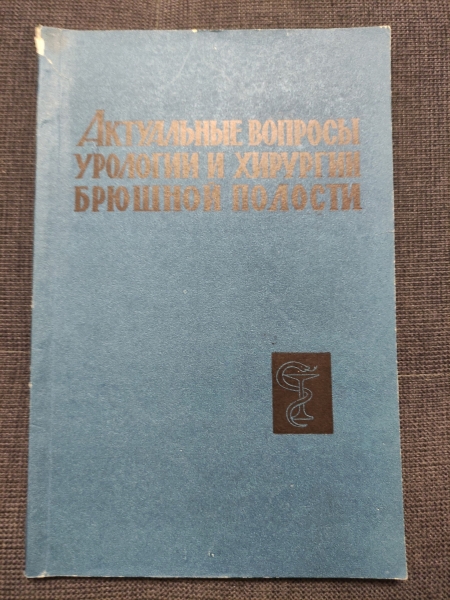 Актуальные вопросы
урологии и хирургии
брюшной полости